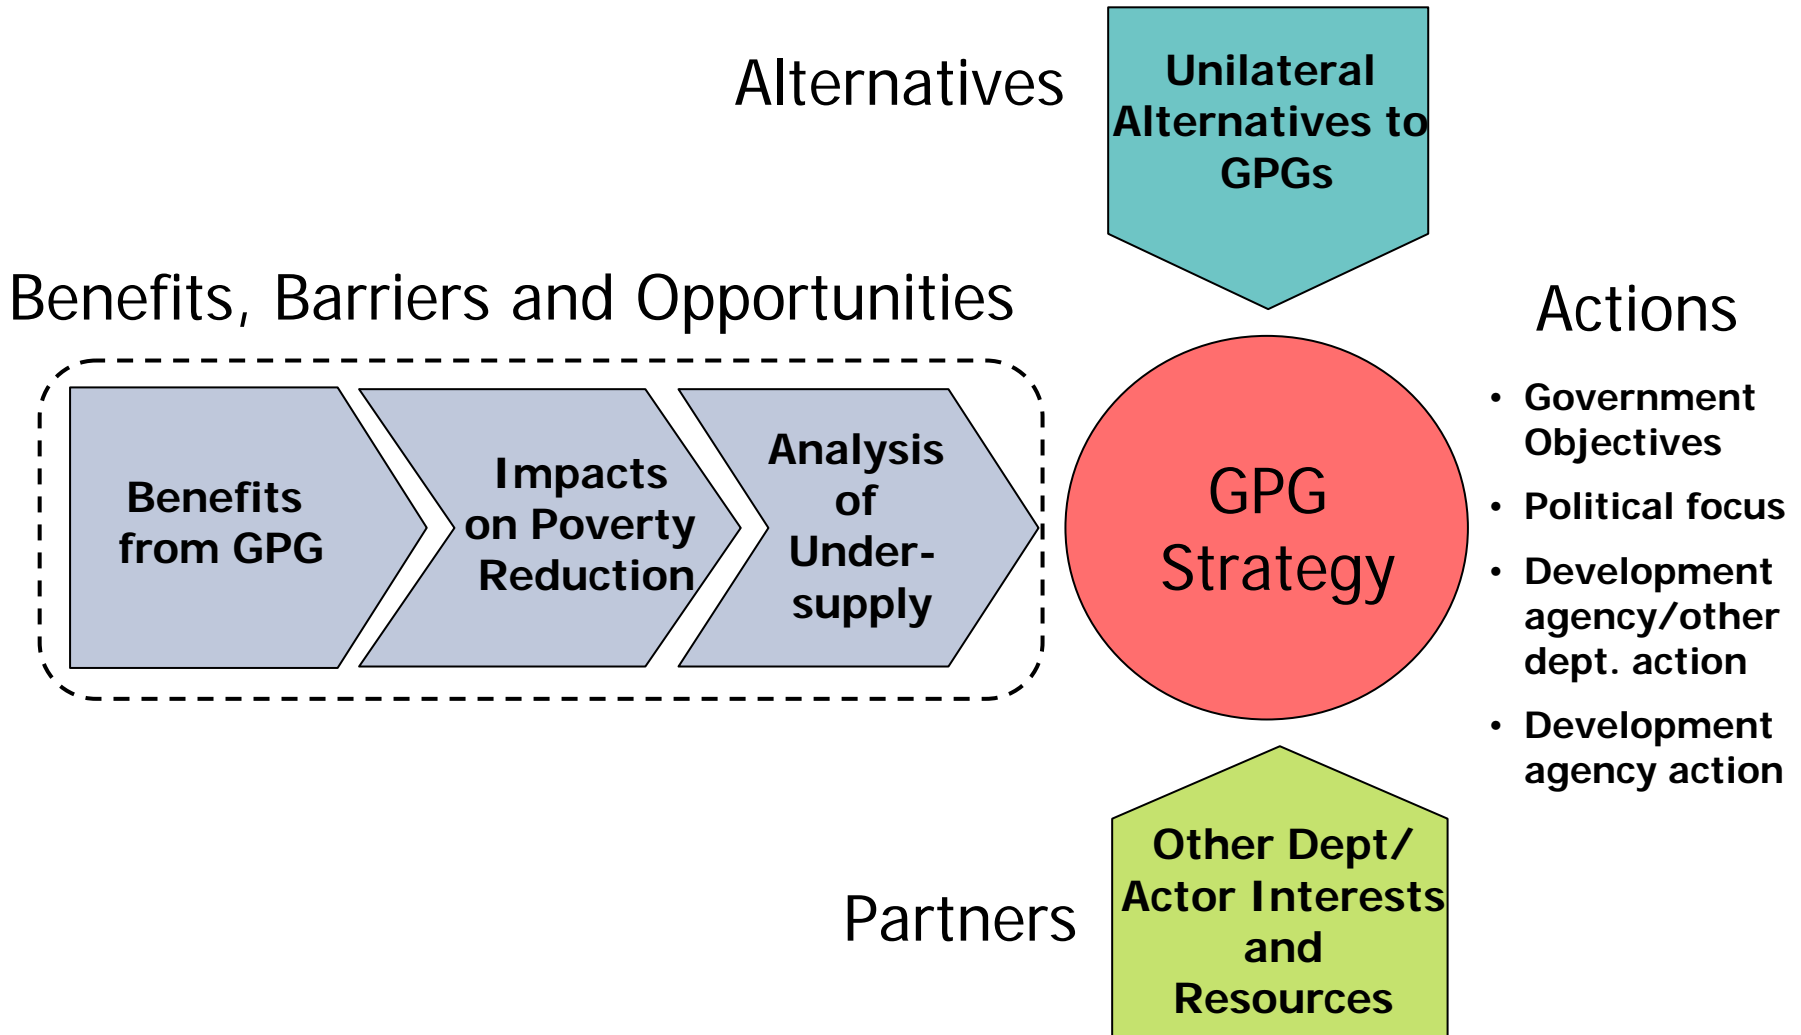 Alternatives
Unilateral
Alternatives to
GPGs
Benefits, Barriers and Opportunities
Benefits
from GPG
Impacts
on Poverty
Reduction
Analysis
of
Under-
supply
GPG
Strategy
Actions
• Government
Objectives
• Political focus
• Development
agency/other
dept. action
• Development
agency action
Partners
Other Dept/
Actor Interests
and
Resources